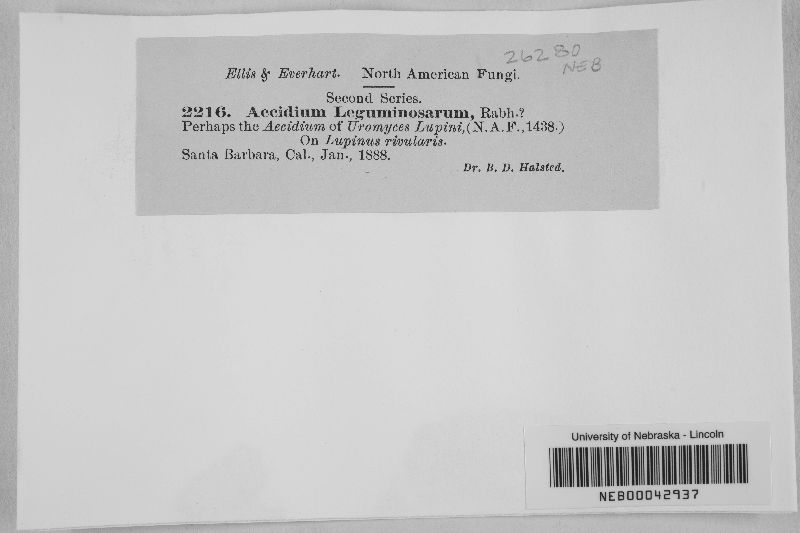 26280
NEB
Ellis & Everhart. North American Fungi.
Second Series.
2216. Aecidium Leguminosarum, Rabh.?
Perhaps the Aecidium of Uromyces Lupini, (N. A. F., 1438.)
On Lupinus rivularis.
Santa Barbara, Cal., Jan., 1888.
Dr. B. D. Halsted.
University of Nebraska - Lincoln
NEB00042937